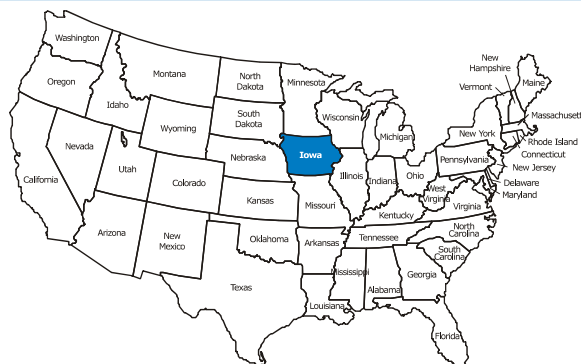 Washington
Oregon
California
Nevada
Idaho
Montana
Wyoming
Utah
Colorado
Arizona
New
Mexico
North
Dakota
South
Dakota
Nebraska
Kansas
Oklahoma
Texas
Minnesota
Iowa
Missouri
Arkansas
Louisiana
Wisconsin
Illinois
Michigan
Indiana
Ohio
Kentucky
Tennessee
Mississippi
Alabama
Georgia
Florida
South
Carolina
North
Carolina
Virginia
West
Virginia
Pennsylvania
New York
Vermont
New
Hampshire
Maine
Massachusett
Rhode Island
Connecticut
New Jersey
Delaware
Maryland